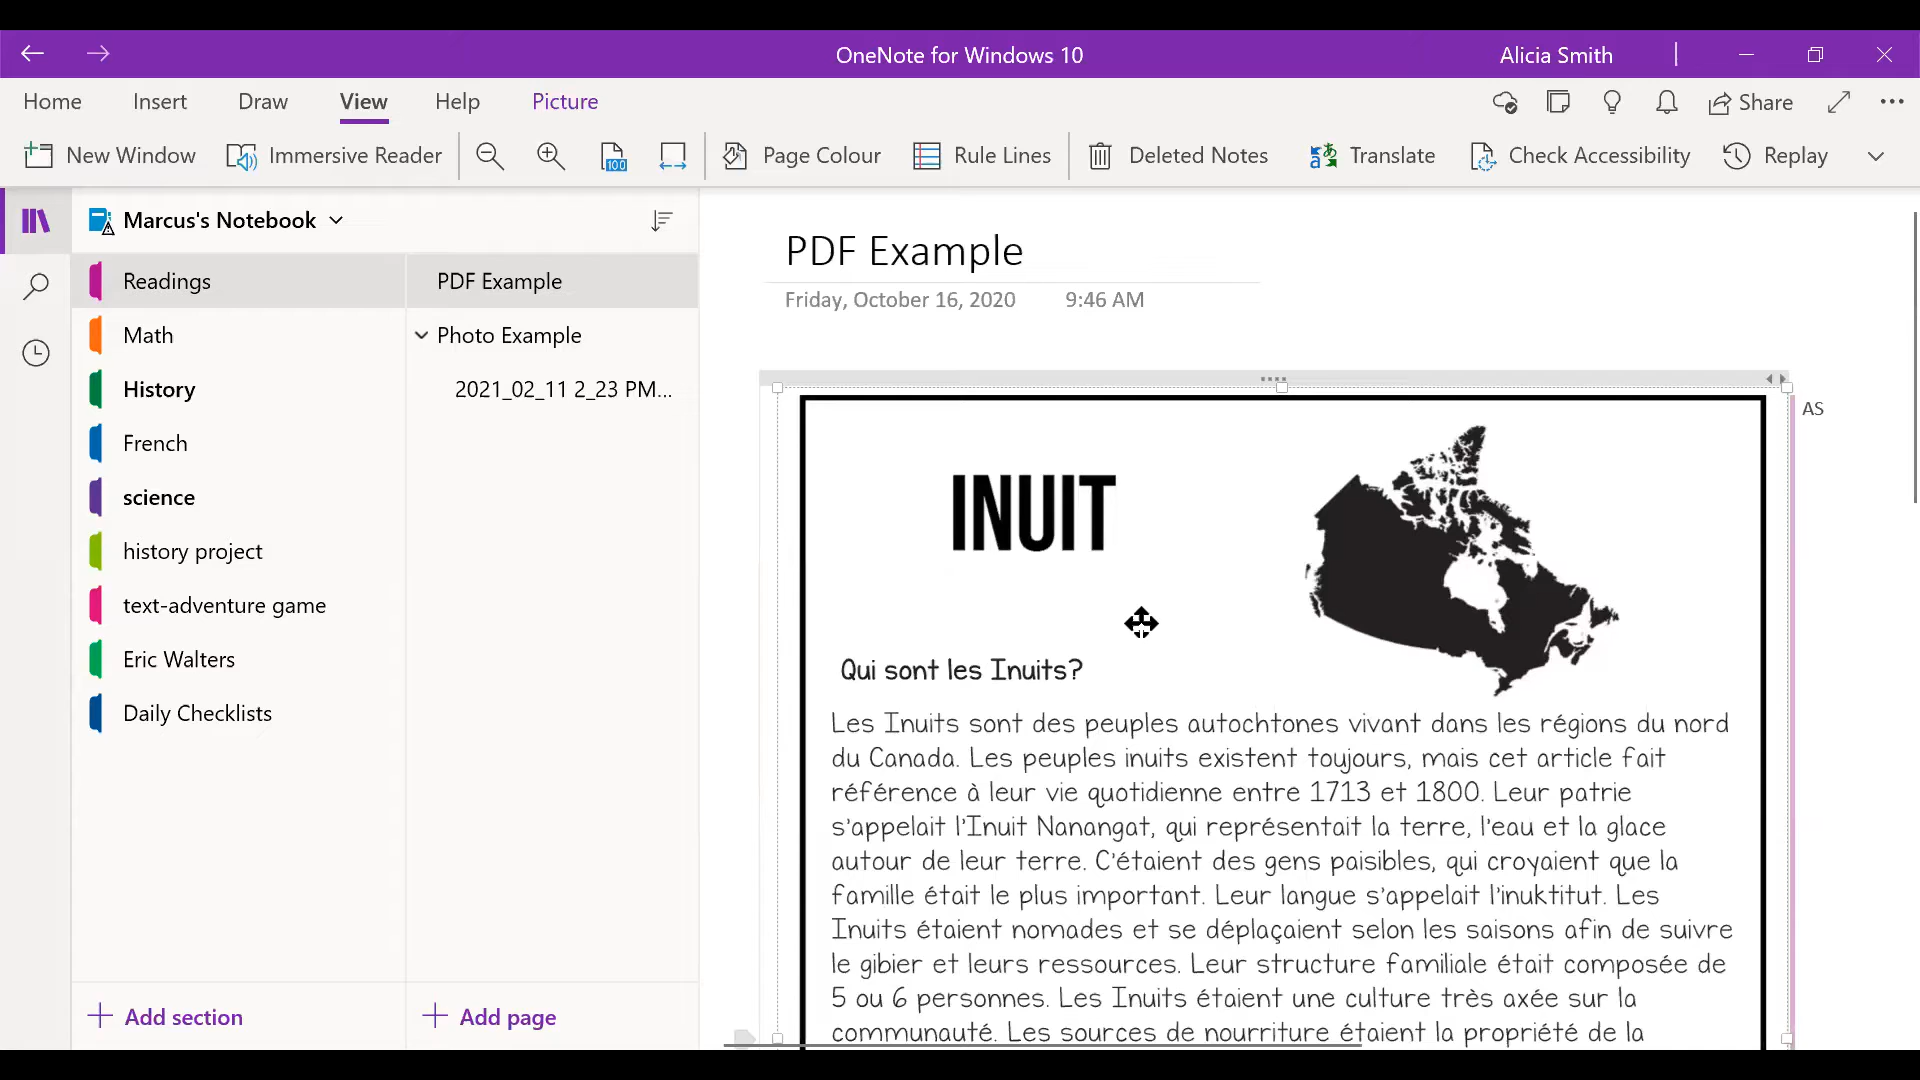 OneNote for Windows 10
Alicia Smith
Home Insert Draw View Help Picture
Share
New Window Immersive Reader 100 Page Colour Rule Lines Deleted Notes Translate Check Accessibility Replay
Marcus's Notebook
Readings
Math
History
French
science
history project
text-adventure game
Eric Walters
Daily Checklists
Add section
PDF Example
Photo Example
2021_02_11 2_23 PM...
Add page
PDF Example
Friday, October 16, 2020 9:46 AM
AS
INUIT
Qui sont les Inuits?
Les Inuits sont des peuples autochtones vivant dans les régions du nord
du Canada. Les peuples inuits existent toujours, mais cet article fait
référence à leur vie quotidienne entre 1713 et 1800. Leur patrie
s'appelait l'Inuit Nanangat, qui représentait la terre, l'eau et la glace
autour de leur terre. C'étaient des gens paisibles, qui croyaient que la
famille était le plus important. Leur langue s'appelait l'inuktitut. Les
Inuits étaient nomades et se déplaçaient selon les saisons afin de suivre
le gibier et leurs ressources. Leur structure familiale était composée de
5 ou 6 personnes. Les Inuits étaient une culture très axée sur la
communauté. Les sources de nourriture étaient la propriété de la